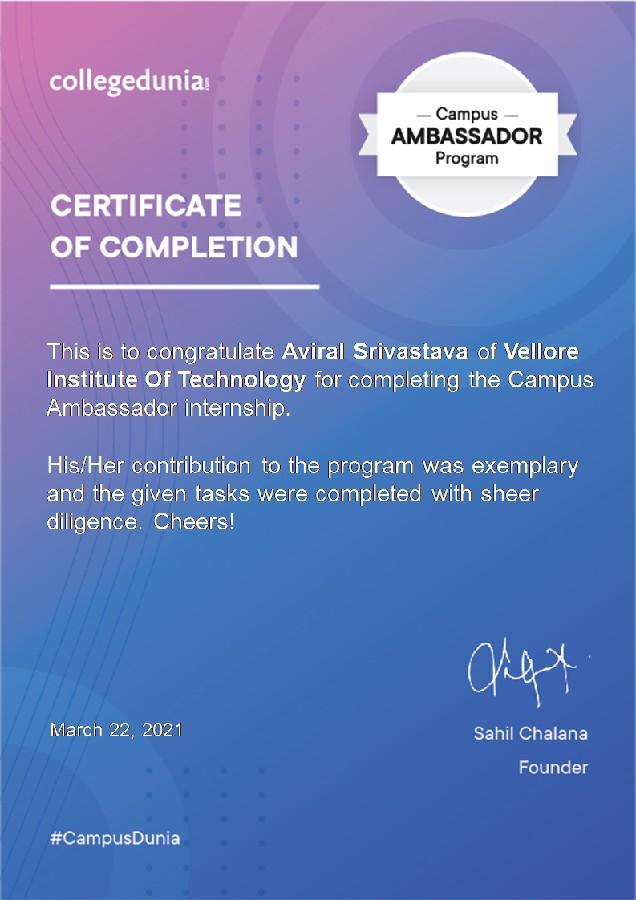 collegedunia.com
Campus
AMBASSADOR
Program
CERTIFICATE
OF COMPLETION
This is to congratulate Aviral Srivastava of Vellore
Institute Of Technology for completing the Campus
Ambassador internship.
His/Her contribution to the program was exemplary
and the given tasks were completed with sheer
diligence. Cheers!
March 22, 2021
Sahil Chalana
Founder
#CampusDunia